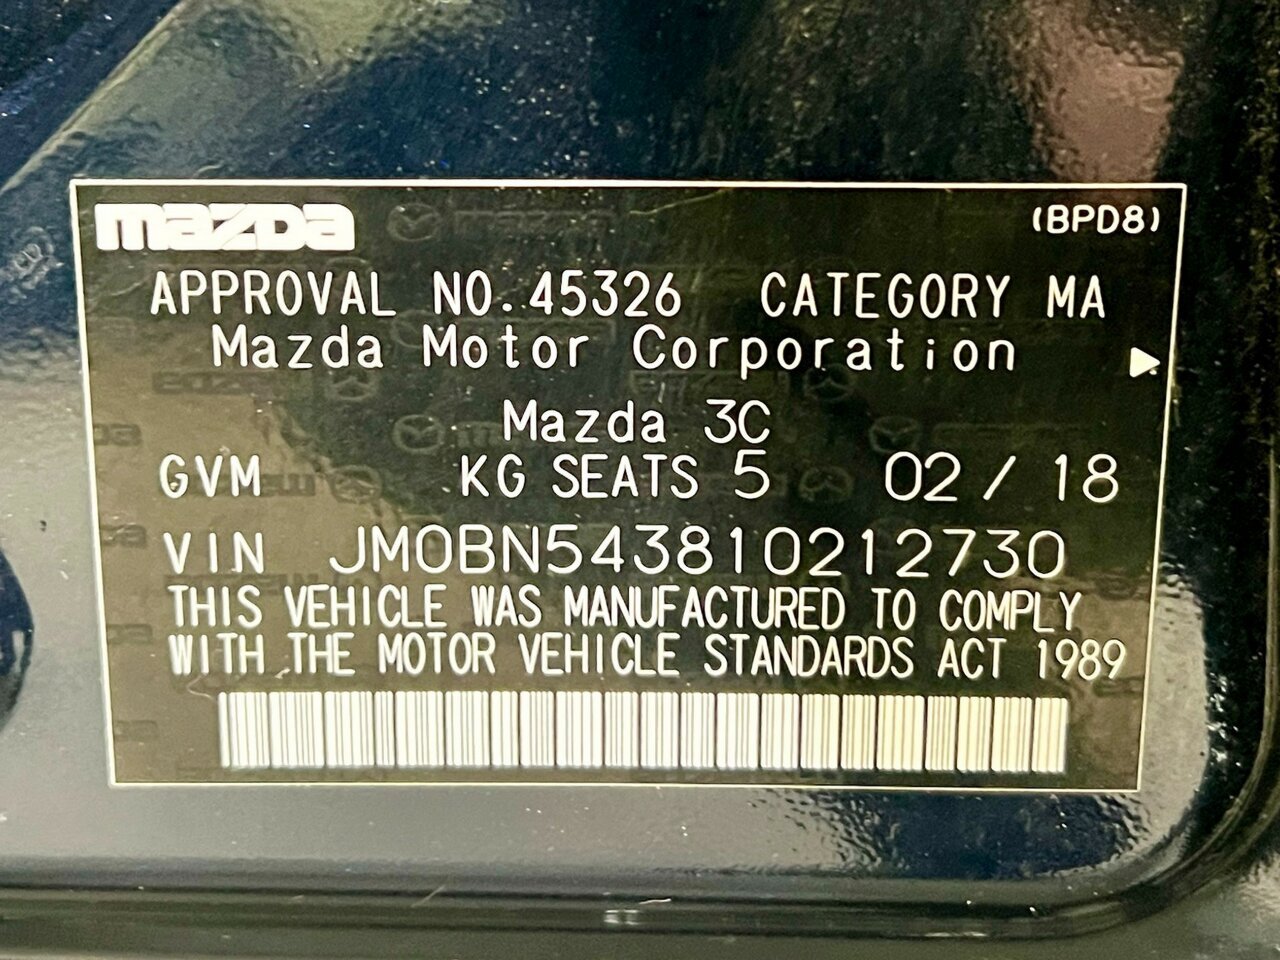 mazda (BPD8)
APPROVAL NO.45326 CATEGORY MA
Mazda Motor Corporation
Mazda 3C
GVM KG SEATS 5 02/18
VIN JM0BN543810212730
THIS VEHICLE WAS MANUFACTURED TO COMPLY
WITH THE MOTOR VEHICLE STANDARDS ACT 1989